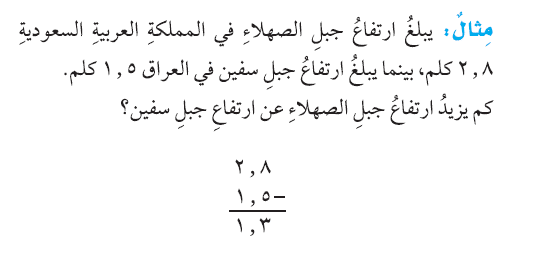 مِثالٌ: يبلغُ ارتفاعُ جبلِ الصهلاءِ في المملكةِ العربيةِ السعوديةِ
٢,٨ كلم، بينما يبلغُ ارتفاعُ جبلِ سفين في العراق ١,٥ كلم.
كم يزيدُ ارتفاعُ جبلِ الصهلاءِ عن ارتفاعِ جبلِ سفين؟
٢,٨
١,٥−
١,٣